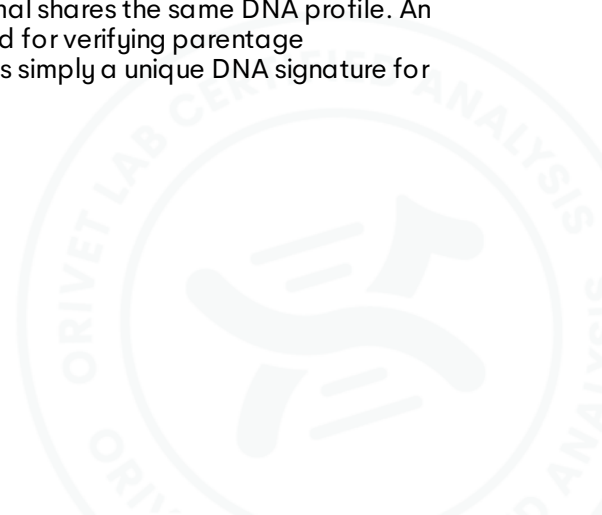 nal shares the same DNA profile. An
d for verifying parentage
s simply a unique DNA signature for
ORIVET LAB CERTIFIED ANALYSIS